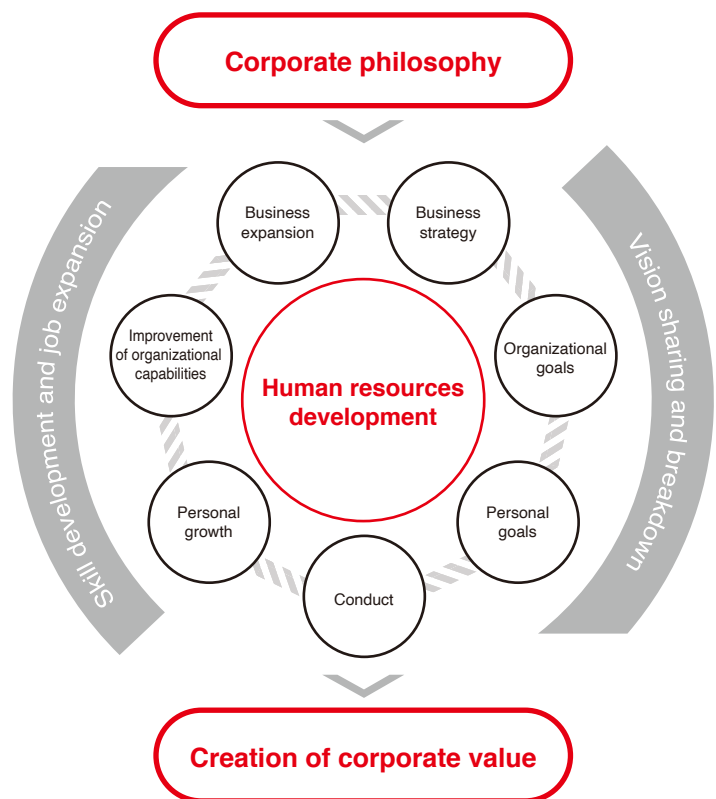 Corporate philosophy
Business
expansion
Business
strategy
Improvement
of organizational
capabilities
Organizational
goals
Human resources
development
Personal
growth
Personal
goals
Conduct
Skill development and job expansion
Vision sharing and breakdown
Creation of corporate value